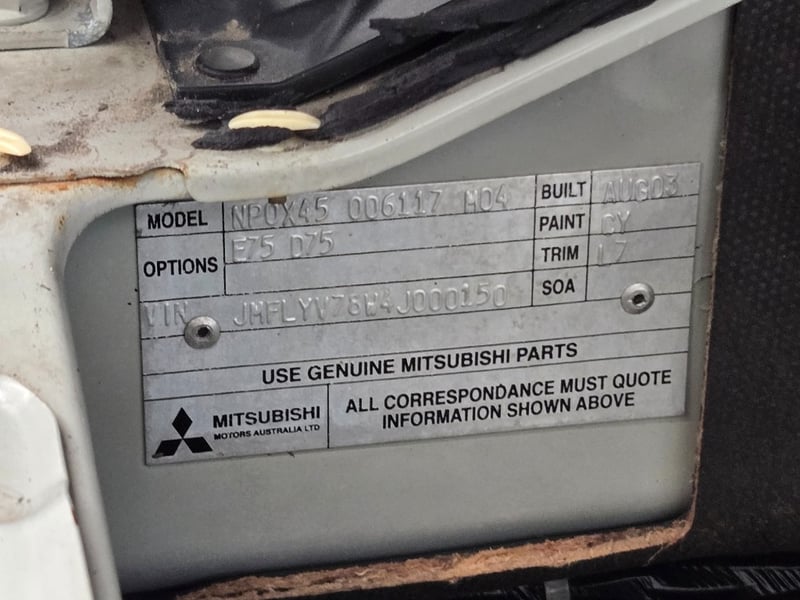 MODEL NP0X45 006117 M04 BUILT AUG03
OPTIONS E75 D75 PAINT CY
TRIM 17
SOA
VIN JMFLYV78W4J000150
USE GENUINE MITSUBISHI PARTS
MITSUBISHI
MOTORS AUSTRALIA LTD
ALL CORRESPONDANCE MUST QUOTE
INFORMATION SHOWN ABOVE